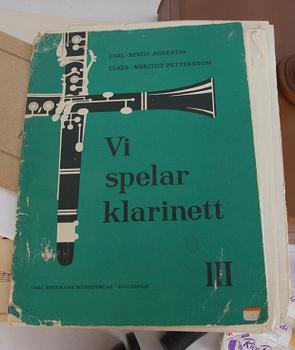 CARL-BERTIL AGNESTIG
CLAES-MERITHZ PETTERSSON
Vi
spelar
klarinett
III
CARL GEHRMANS MUSIKFÖRLAG STOCKHOLM